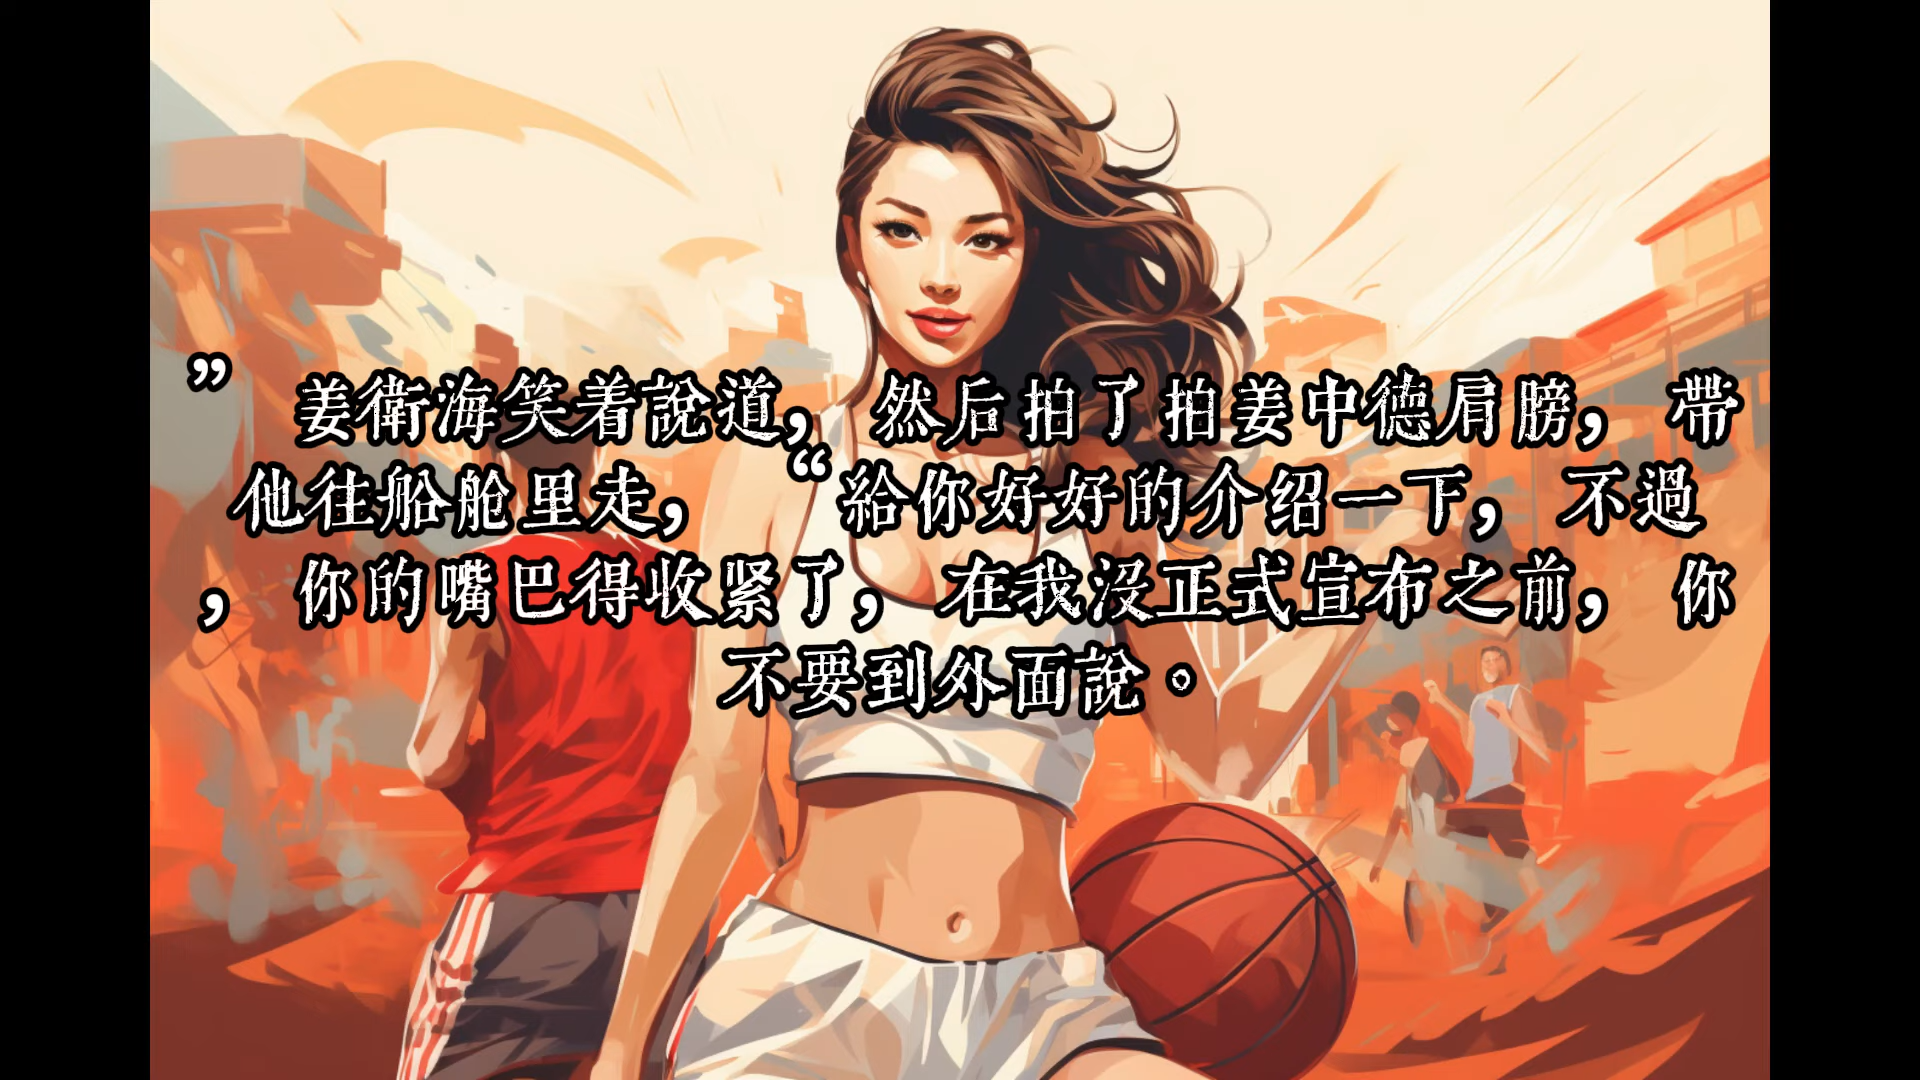 ” 姜衛海笑着說道，然后拍了拍姜中德肩膀，帶
他往船舱里走，“給你好好的介绍一下，不過
，你的嘴巴得收紧了，在我没正式宣布之前，你
不要到外面說。